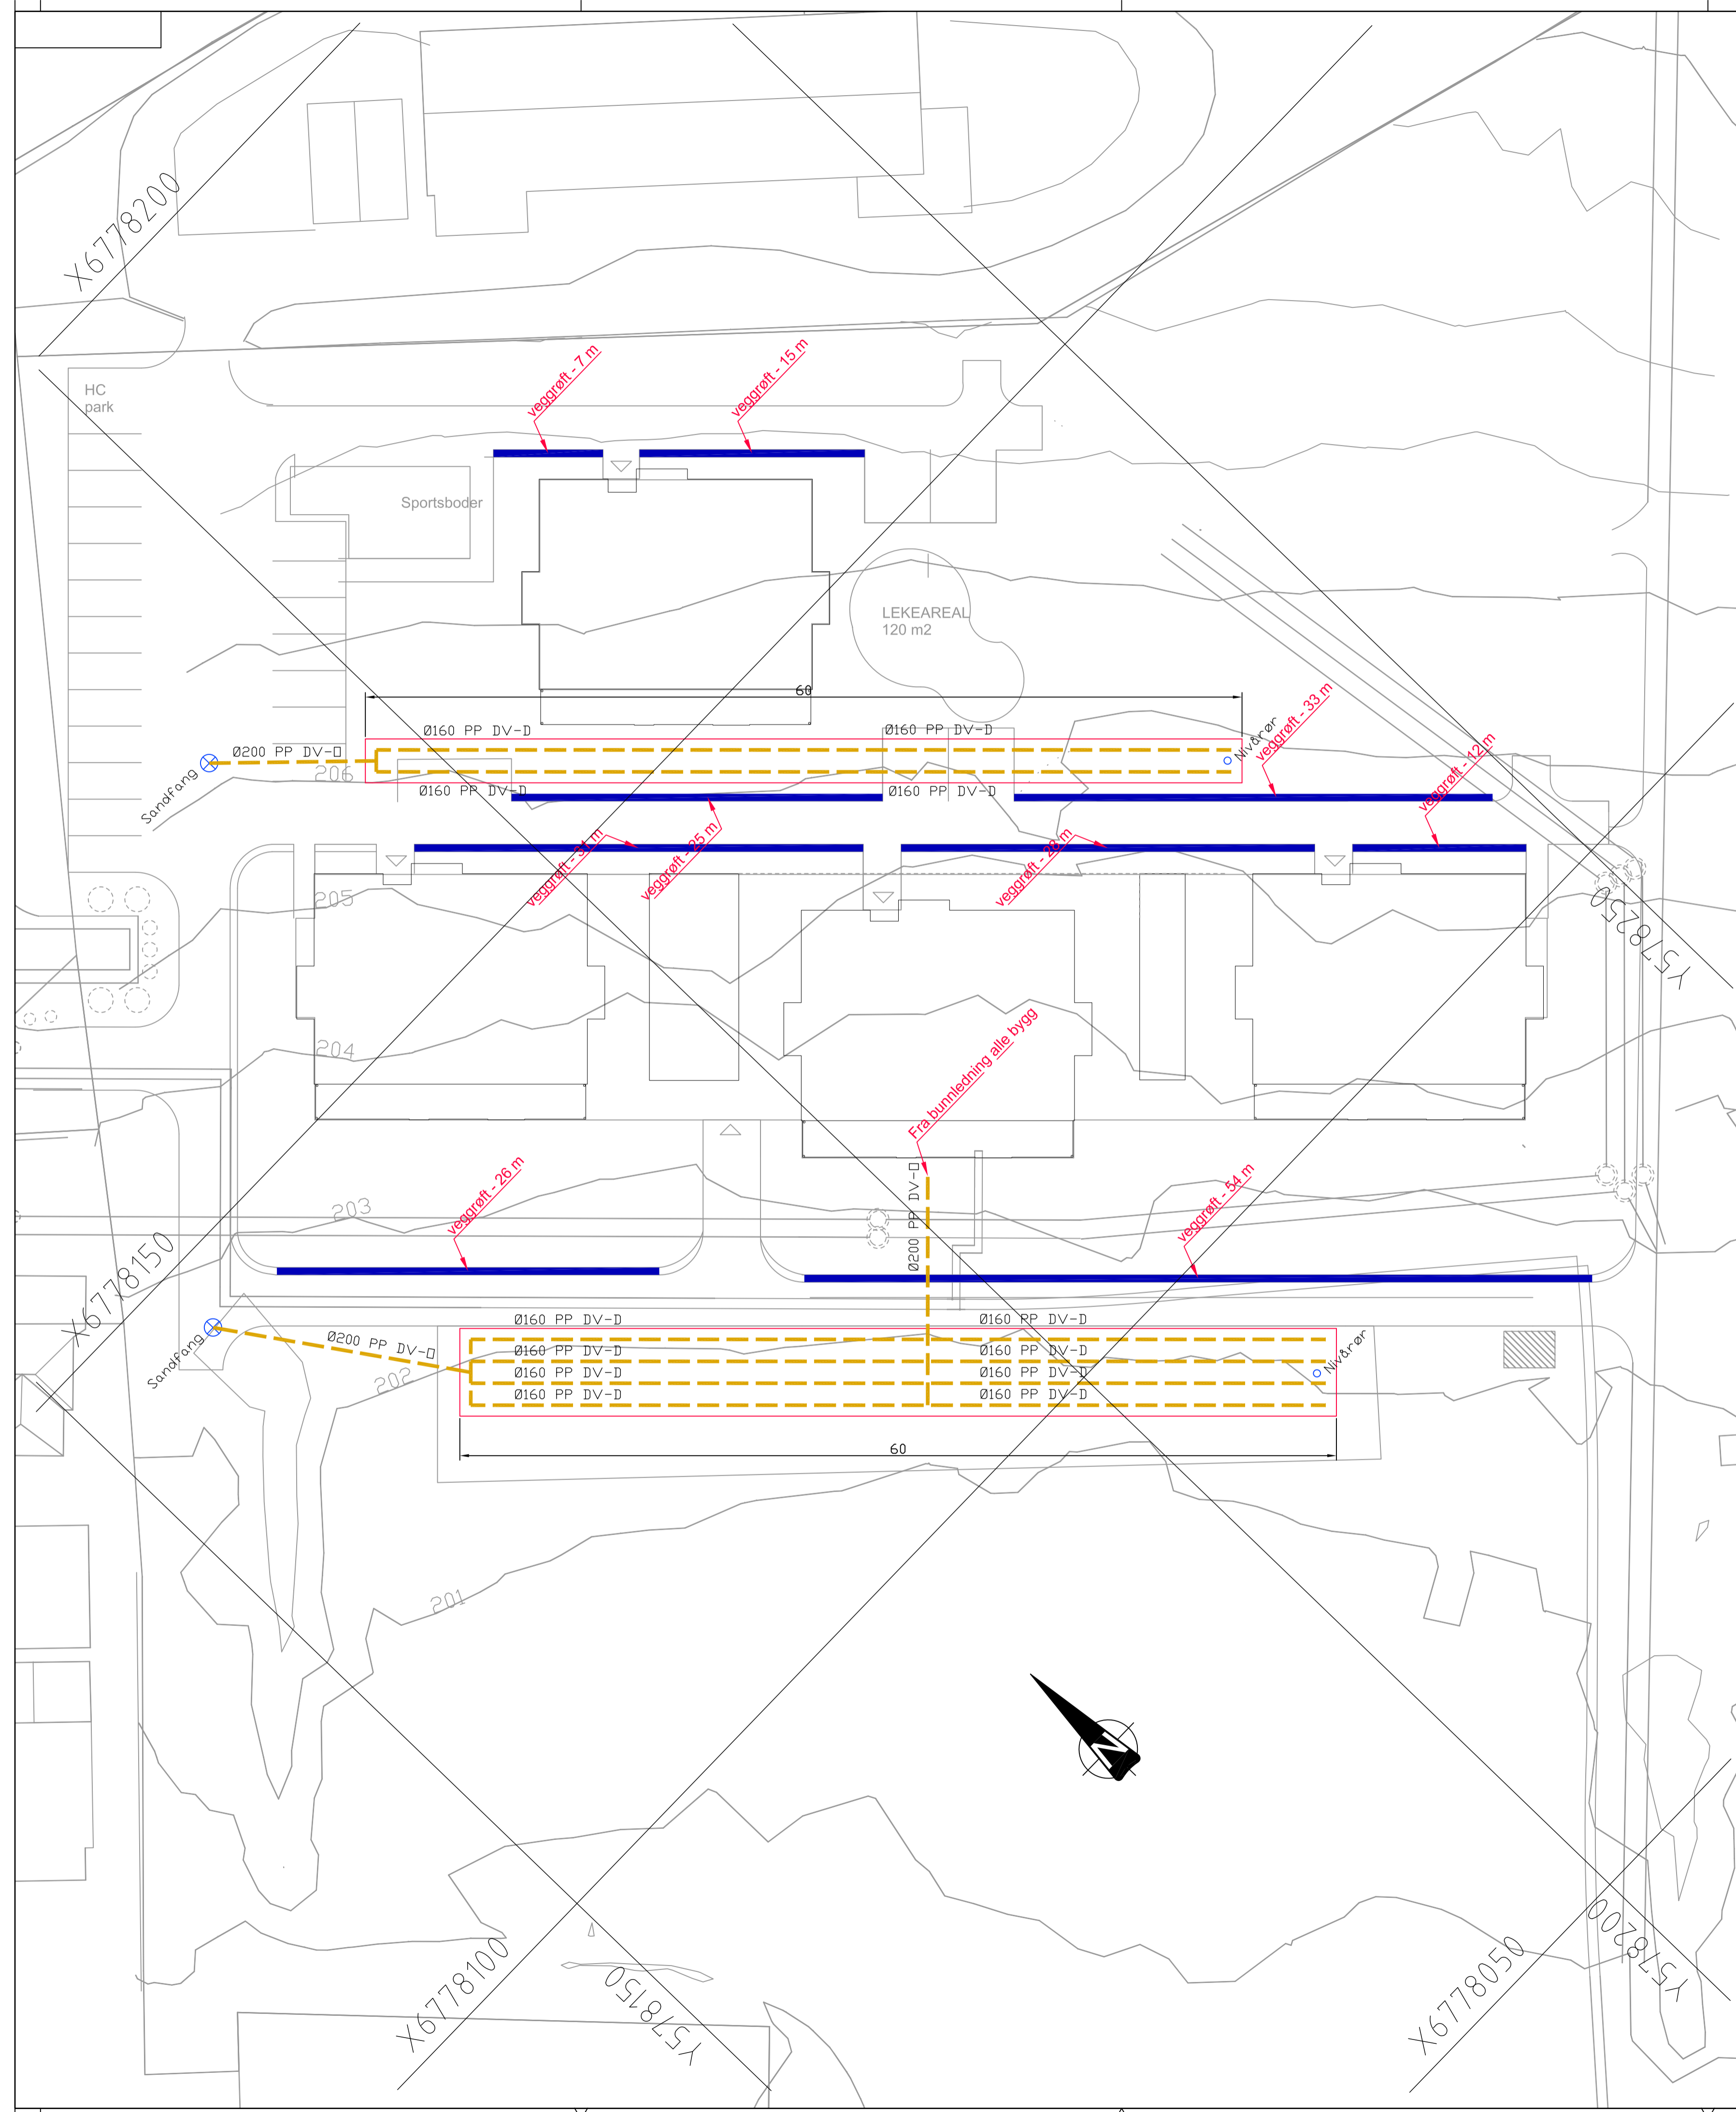 X6778200
veggrøft - 7 m
veggrøft - 15 m
HC
park
Sportsboder
LEKEAREAL
120 m2
60
veggrøft - 33 m
Ø160 PP DV-D
Ø160 PP DV-D
Nivårør
Ø200 PP DV-□
206
Sandfang
Ø160 PP DV-D
Ø160 PP DV-D
veggrøft - 12 m
veggrøft - 31 m
veggrøft - 25 m
veggrøft - 28 m
205
Y578250
204
Fra bunnledning alle bygg
203
veggrøft - 26 m
Ø200 PP DV-□
veggrøft - 54 m
X6778150
Ø160 PP DV-D
Ø160 PP DV-D
Sandfang
Ø200 PP DV-□
Ø160 PP DV-D
Ø160 PP DV-D
Nivårør
202
Ø160 PP DV-D
Ø160 PP DV-D
Ø160 PP DV-D
Ø160 PP DV-D
60
201
N
X6778100
Y578150
X6778050
Y578200